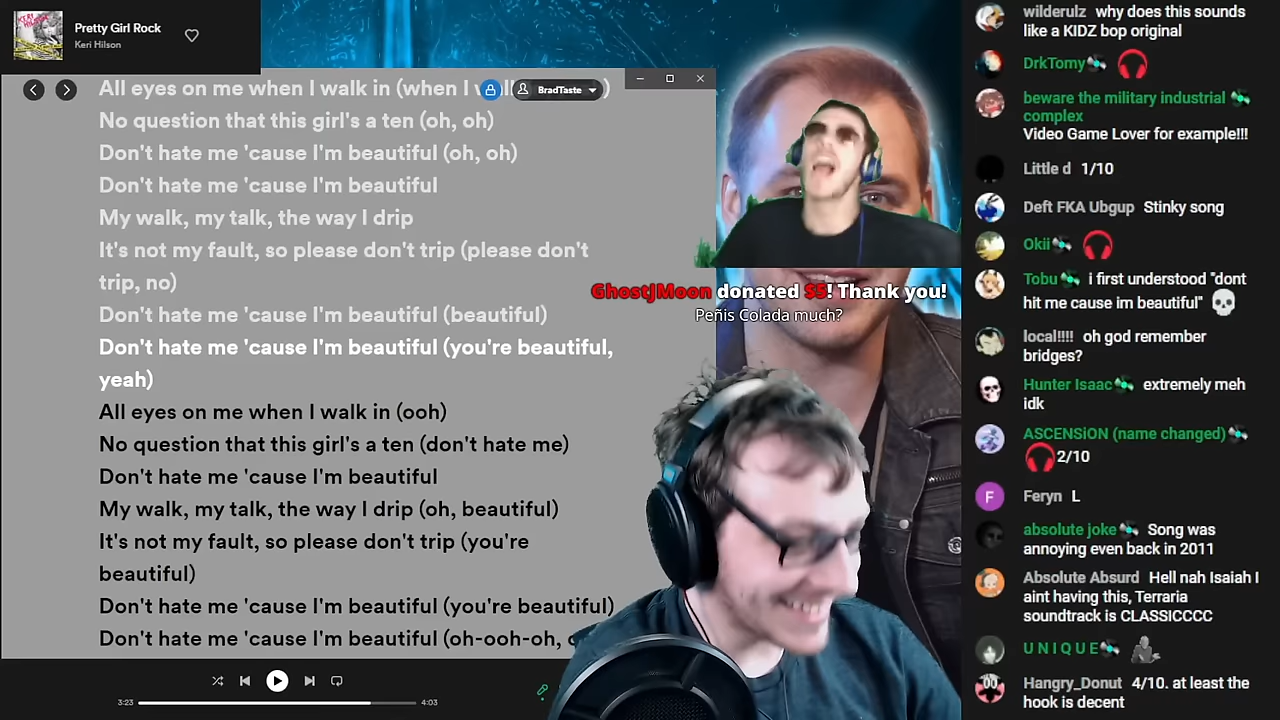 Pretty Girl Rock
Keri Hilson
BradTaste
All eyes on me when I walk in (when I
No question that this girl's a ten (oh, oh)
Don't hate me 'cause I'm beautiful (oh, oh)
Don't hate me 'cause I'm beautiful
My walk, my talk, the way I drip
It's not my fault, so please don't trip (please don't
trip, no)
Don't hate me 'cause I'm beautiful (beautiful)
Don't hate me 'cause I'm beautiful (you're beautiful,
yeah)
All eyes on me when I walk in (ooh)
No question that this girl's a ten (don't hate me)
Don't hate me 'cause I'm beautiful
My walk, my talk, the way I drip (oh, beautiful)
It's not my fault, so please don't trip (you're
beautiful)
Don't hate me 'cause I'm beautiful (you're beautiful)
Don't hate me 'cause I'm beautiful (oh-ooh-oh,
3:23
4:03
GhostJMoon donated $5! Thank you!
Peñis Colada much?
wilderulz why does this sounds
like a KIDZ bop original
DrkTomy
beware the military industrial
complex
Video Game Lover for example!!!
Little d 1/10
Deft FKA Ubgup Stinky song
Okii
Tobu i first understood "dont
hit me cause im beautiful"
local!!!! oh god remember
bridges?
Hunter Isaac extremely meh
idk
ASCENSiON (name changed)
2/10
F
Feryn L
absolute joke Song was
annoying even back in 2011
Absolute Absurd Hell nah Isaiah I
aint having this, Terraria
soundtrack is CLASSICCCC
U N I Q U E
Hangry_Donut 4/10. at least the
hook is decent